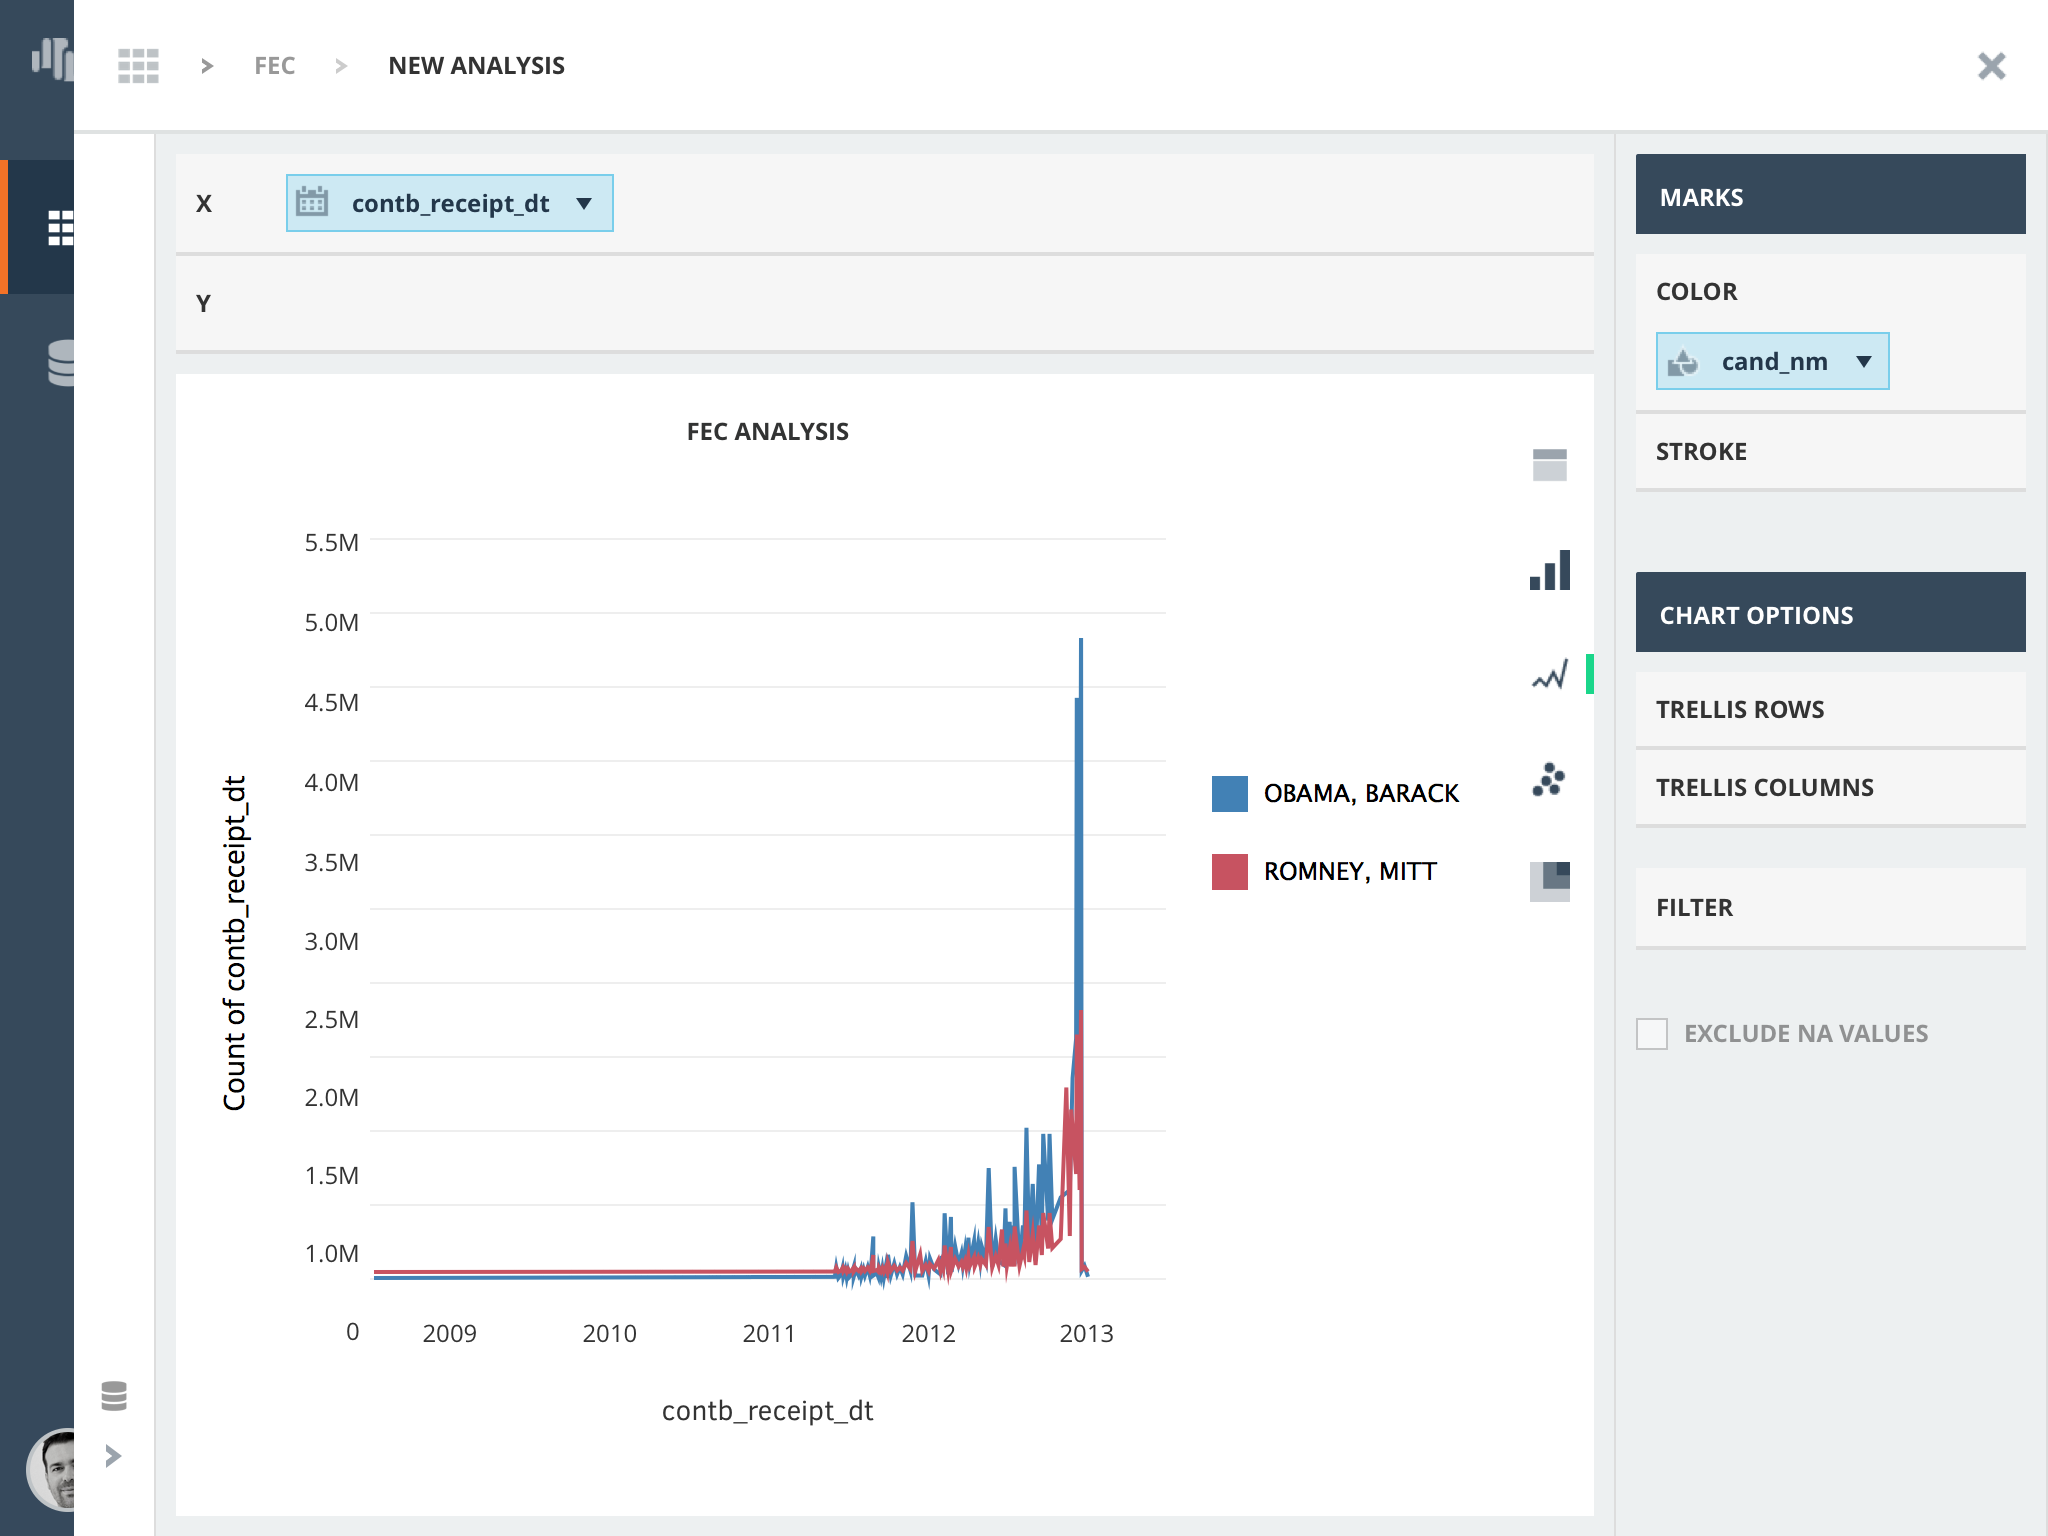 FEC
NEW ANALYSIS
X
contb_receipt_dt
Y
FEC ANALYSIS
5.5M
5.0M
4.5M
4.0M
3.5M
3.0M
2.5M
2.0M
1.5M
1.0M
0
Count of contb_receipt_dt
2009
2010
2011
2012
2013
contb_receipt_dt
OBAMA, BARACK
ROMNEY, MITT
MARKS
COLOR
cand_nm
STROKE
CHART OPTIONS
TRELLIS ROWS
TRELLIS COLUMNS
FILTER
EXCLUDE NA VALUES